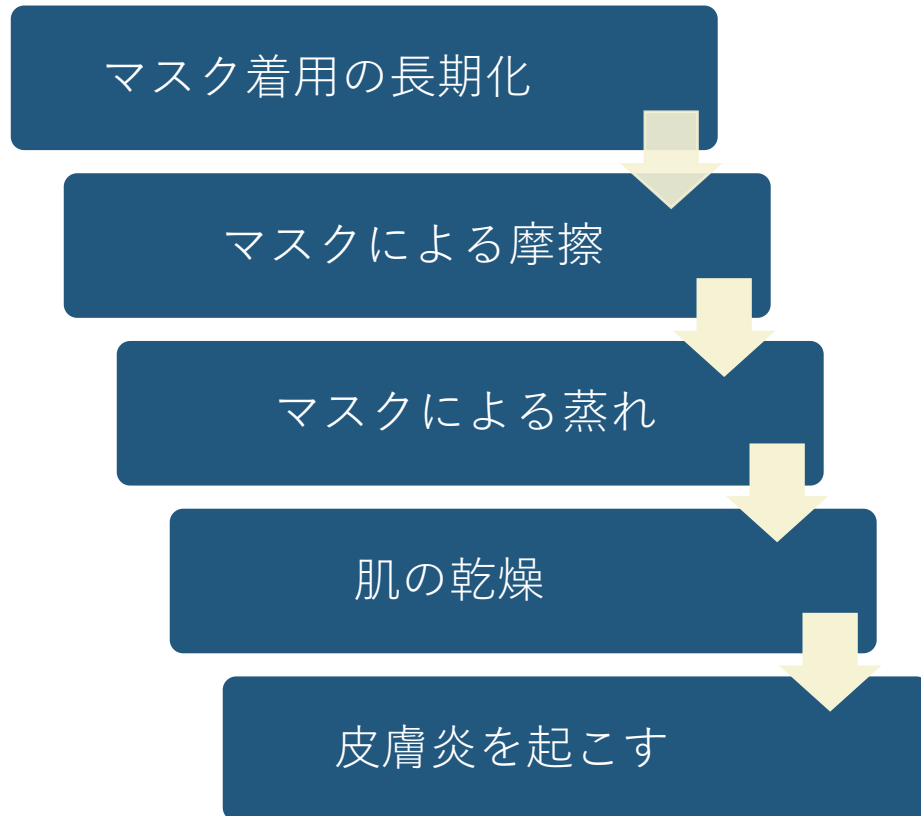 マスク着用の長期化
マスクによる摩擦
マスクによる蒸れ
肌の乾燥
皮膚炎を起こす